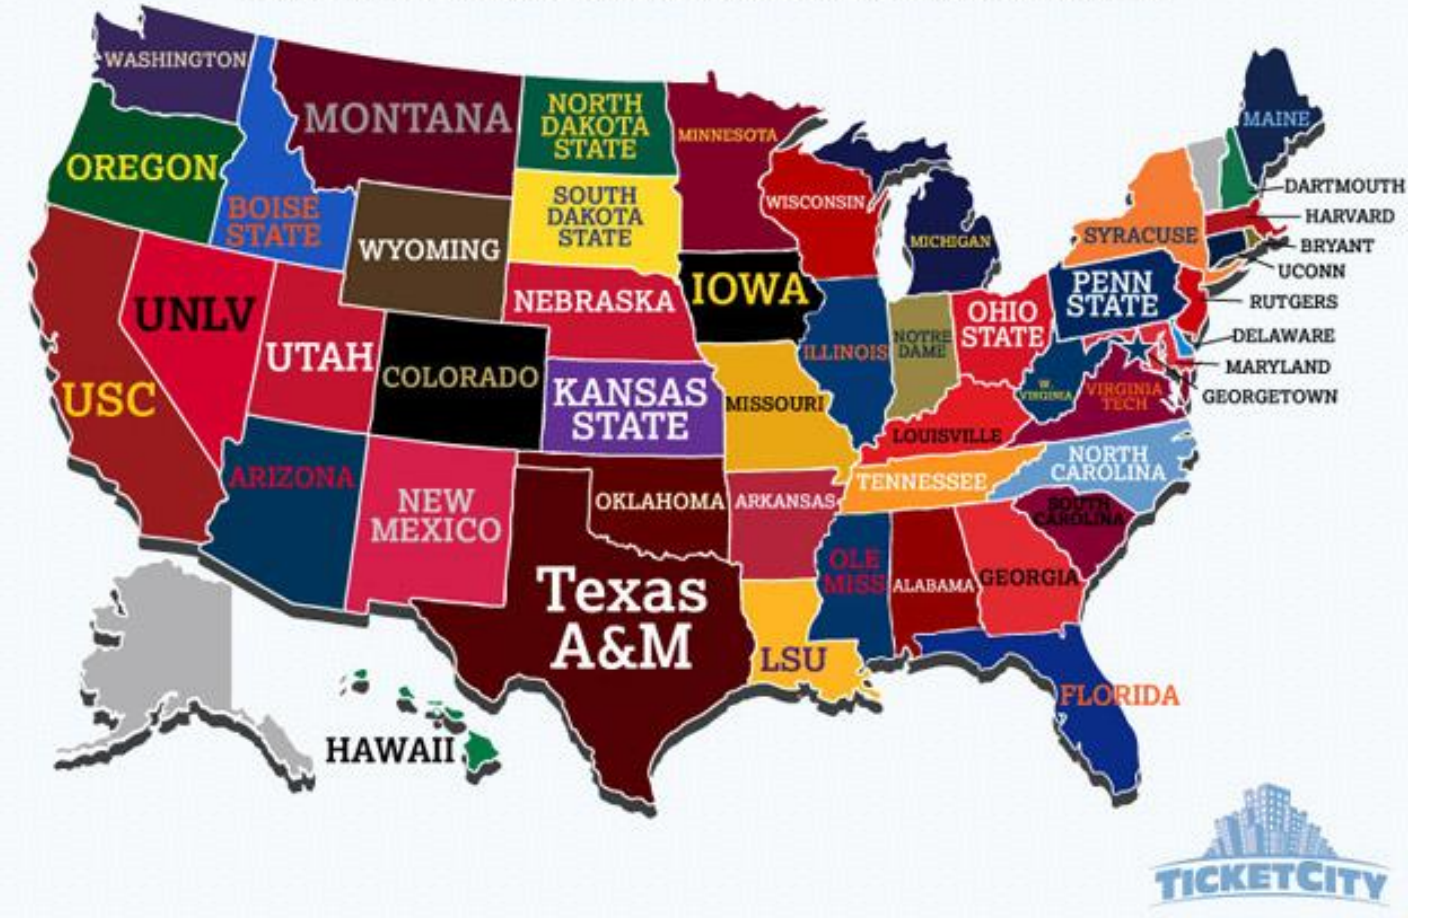 WASHINGTON
MONTANA
NORTH
DAKOTA
STATE
MINNESOTA
MAINE
OREGON
BOISE
STATE
SOUTH
DAKOTA
STATE
WISCONSIN
MICHIGAN
SYRACUSE
DARTMOUTH
HARVARD
BRYANT
UCONN
RUTGERS
DELAWARE
MARYLAND
GEORGETOWN
WYOMING
IOWA
PENN
STATE
UNLV
NEBRASKA
OHIO
STATE
UTAH
ILLINOIS
NOTRE
DAME
USC
COLORADO
KANSAS
STATE
MISSOURI
W.
VIRGINIA
VIRGINIA
TECH
LOUISVILLE
ARIZONA
NEW
MEXICO
OKLAHOMA
ARKANSAS
TENNESSEE
NORTH
CAROLINA
SOUTH
CAROLINA
Texas
A&M
OLE
MISS
ALABAMA
GEORGIA
LSU
FLORIDA
HAWAII
TICKETCITY